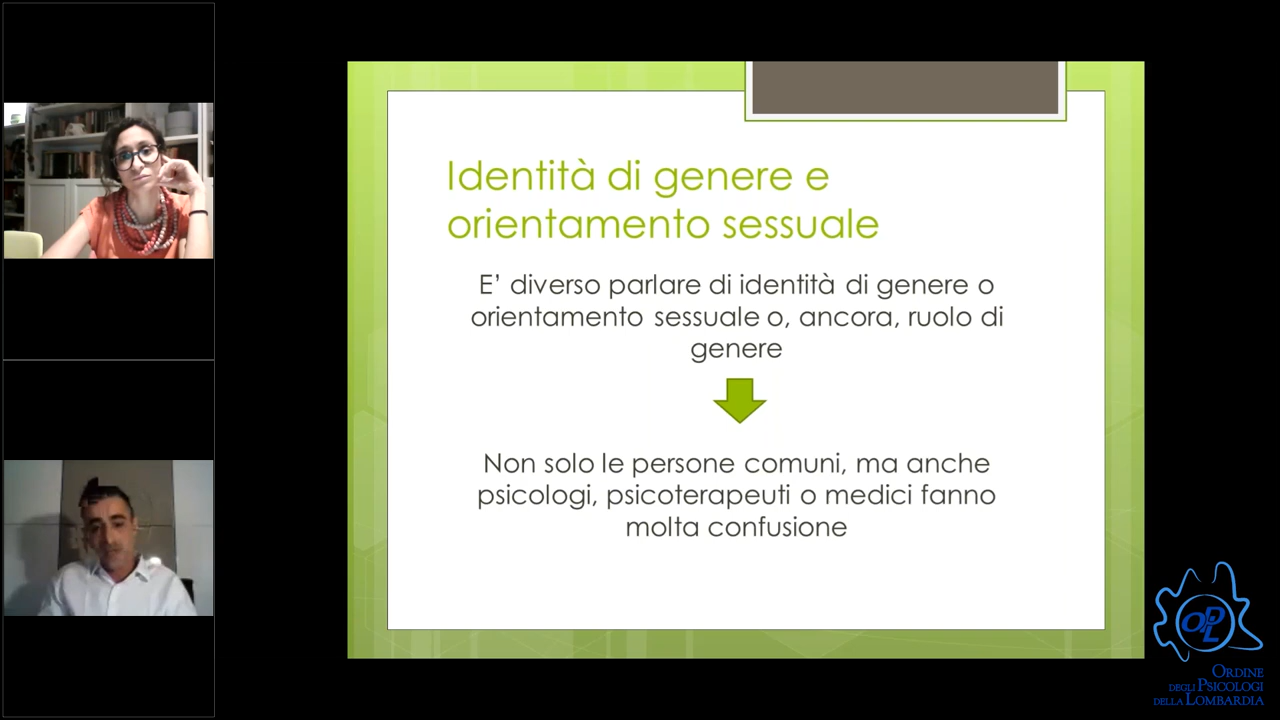 Identità di genere e
orientamento sessuale
E' diverso parlare di identità di genere o
orientamento sessuale o, ancora, ruolo di
genere
Non solo le persone comuni, ma anche
psicologi, psicoterapeuti o medici fanno
molta confusione
OPL
ORDINE
DEGLI PSICOLOGI
DELLA LOMBARDIA